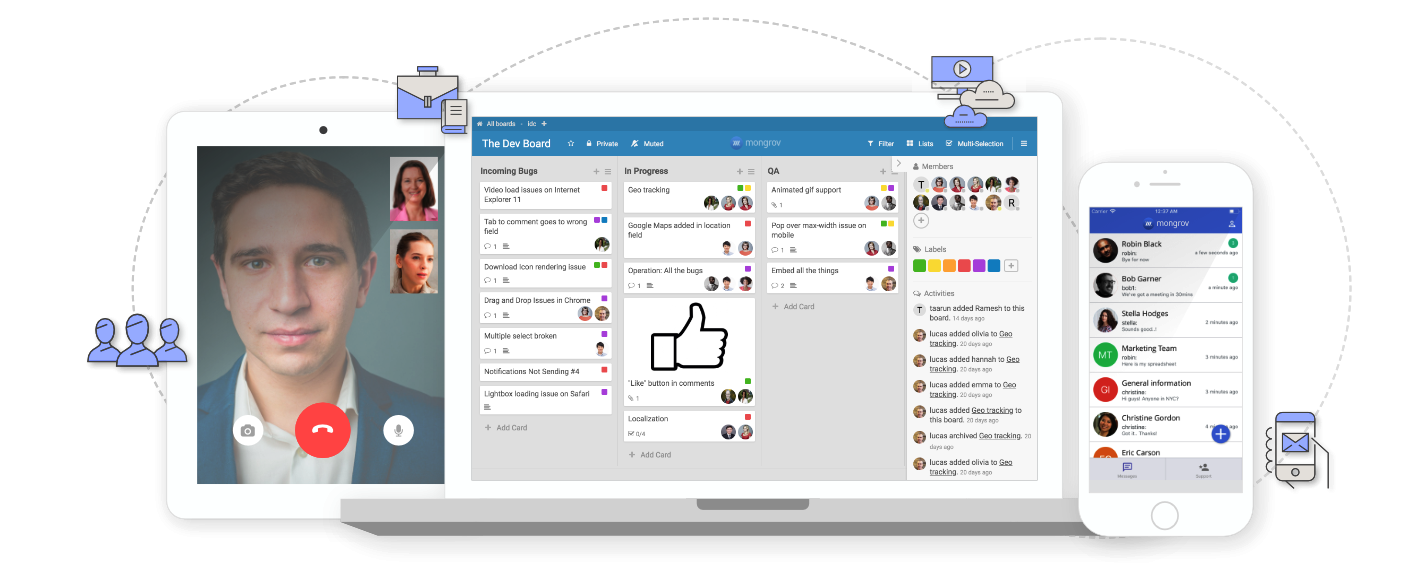 All boards
ldc
The Dev Board
Private
Muted
mongrov
Filter
Lists
Multi-Selection
Incoming Bugs
Video load issues on Internet
Explorer 11
Tab to comment goes to wrong
field
1
Download Icon rendering issue
1
Drag and Drop Issues in Chrome
1
Multiple select broken
1
Notifications Not Sending #4
Lightbox loading issue on Safari
+ Add Card
In Progress
Geo tracking
Google Maps added in location
field
Operation: All the bugs
1
"Like" button in comments
1
Localization
0/4
+ Add Card
QA
Animated gif support
1
Pop over max-width issue on
mobile
1
Embed all the things
2
+ Add Card
Members
T
R
Labels
Activities
T
taarun added Ramesh to this
board. 14 days ago
lucas added olivia to Geo
tracking. 20 days ago
lucas added hannah to Geo
tracking. 20 days ago
lucas added emma to Geo
tracking. 20 days ago
lucas added Geo tracking to
this board. 20 days ago
lucas archived Geo tracking. 20
days ago
lucas added olivia to Geo
tracking. 20 days ago
Carrier
12:37 AM
mongrov
Robin Black
robin:
Bye for now
a few seconds ago
Bob Garner
bobt:
We've got a meeting in 30mins
a minute ago
Stella Hodges
stella:
Sounds good..!
2 minutes ago
MT
Marketing Team
robin:
Here is my spreadsheet
3 minutes ago
GI
General information
christine:
Hi guys! Anyone in NYC?
3 minutes ago
Christine Gordon
christine:
Got it.. Thanks!
Eric Carson
Messages
Support